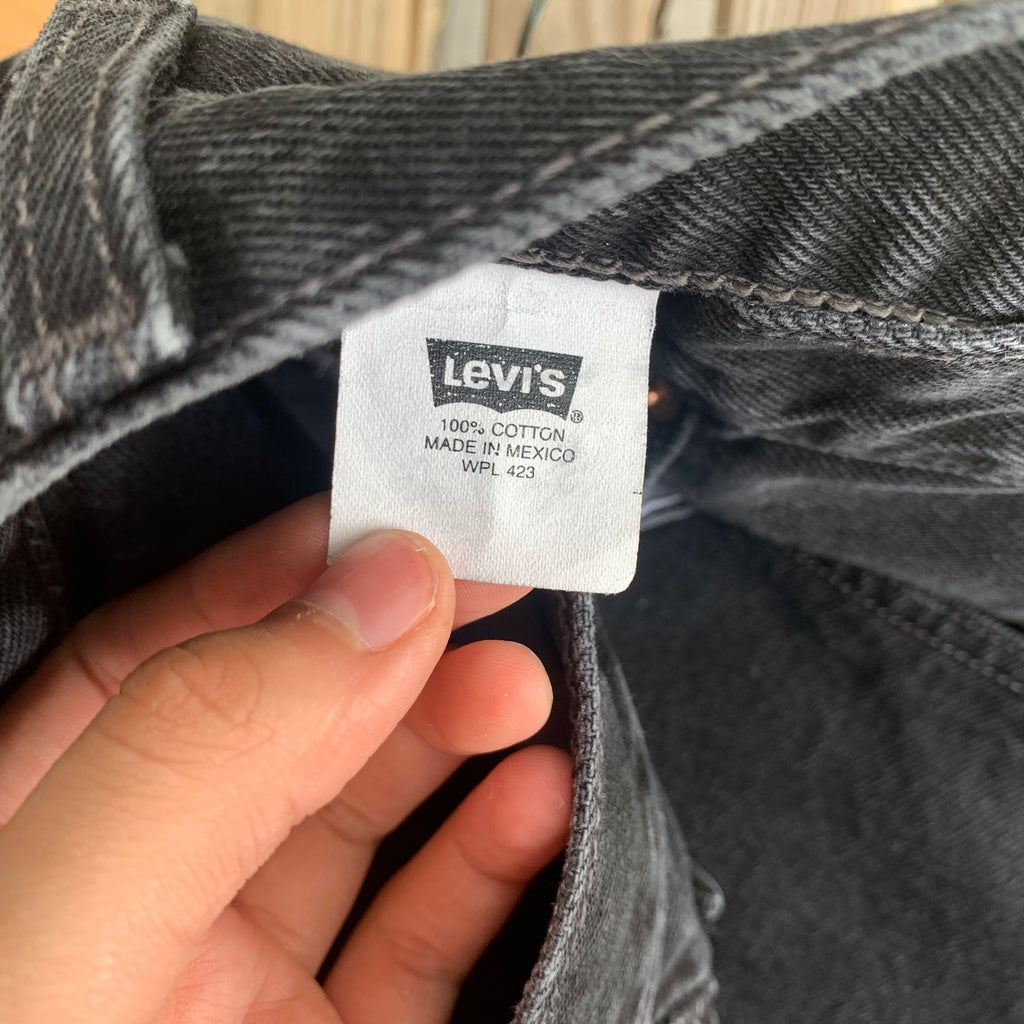 Levi's
®
100% COTTON
MADE IN MEXICO
WPL 423